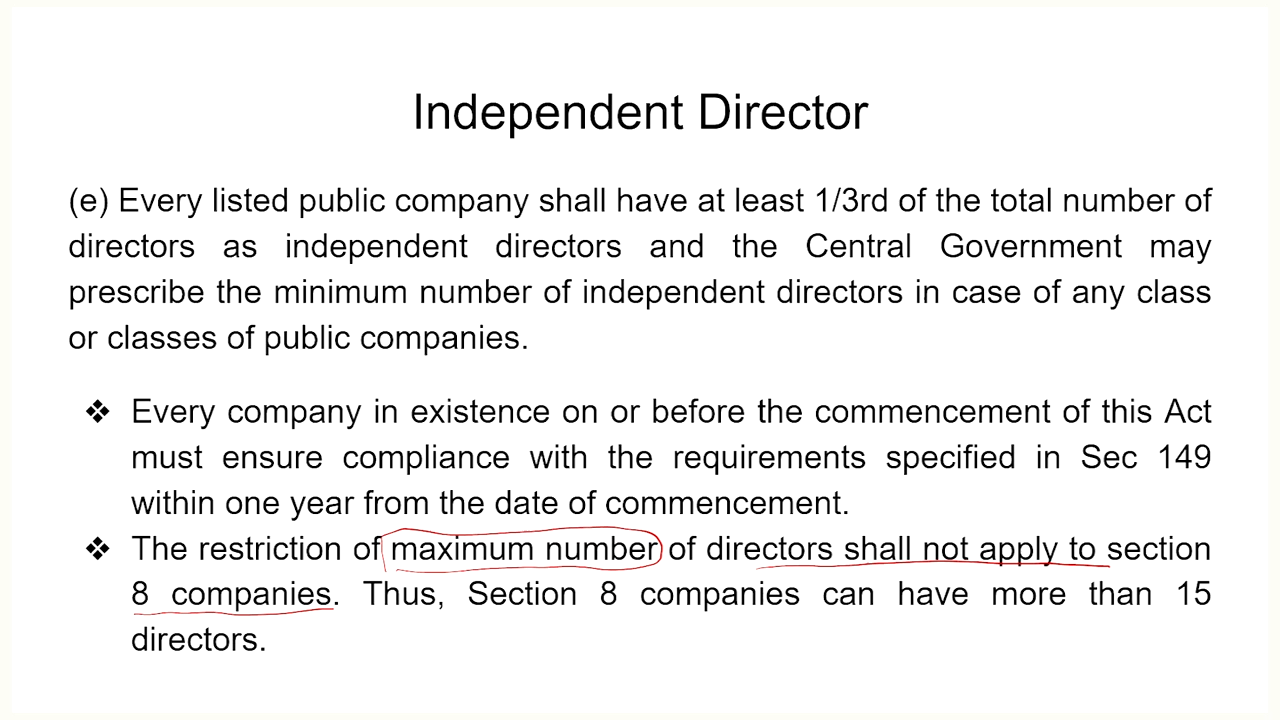 Independent Director
(e) Every listed public company shall have at least 1/3rd of the total number of
directors as independent directors and the Central Government may
prescribe the minimum number of independent directors in case of any class
or classes of public companies.
❖ Every company in existence on or before the commencement of this Act
must ensure compliance with the requirements specified in Sec 149
within one year from the date of commencement.
❖ The restriction of maximum number of directors shall not apply to section
8 companies. Thus, Section 8 companies can have more than 15
directors.